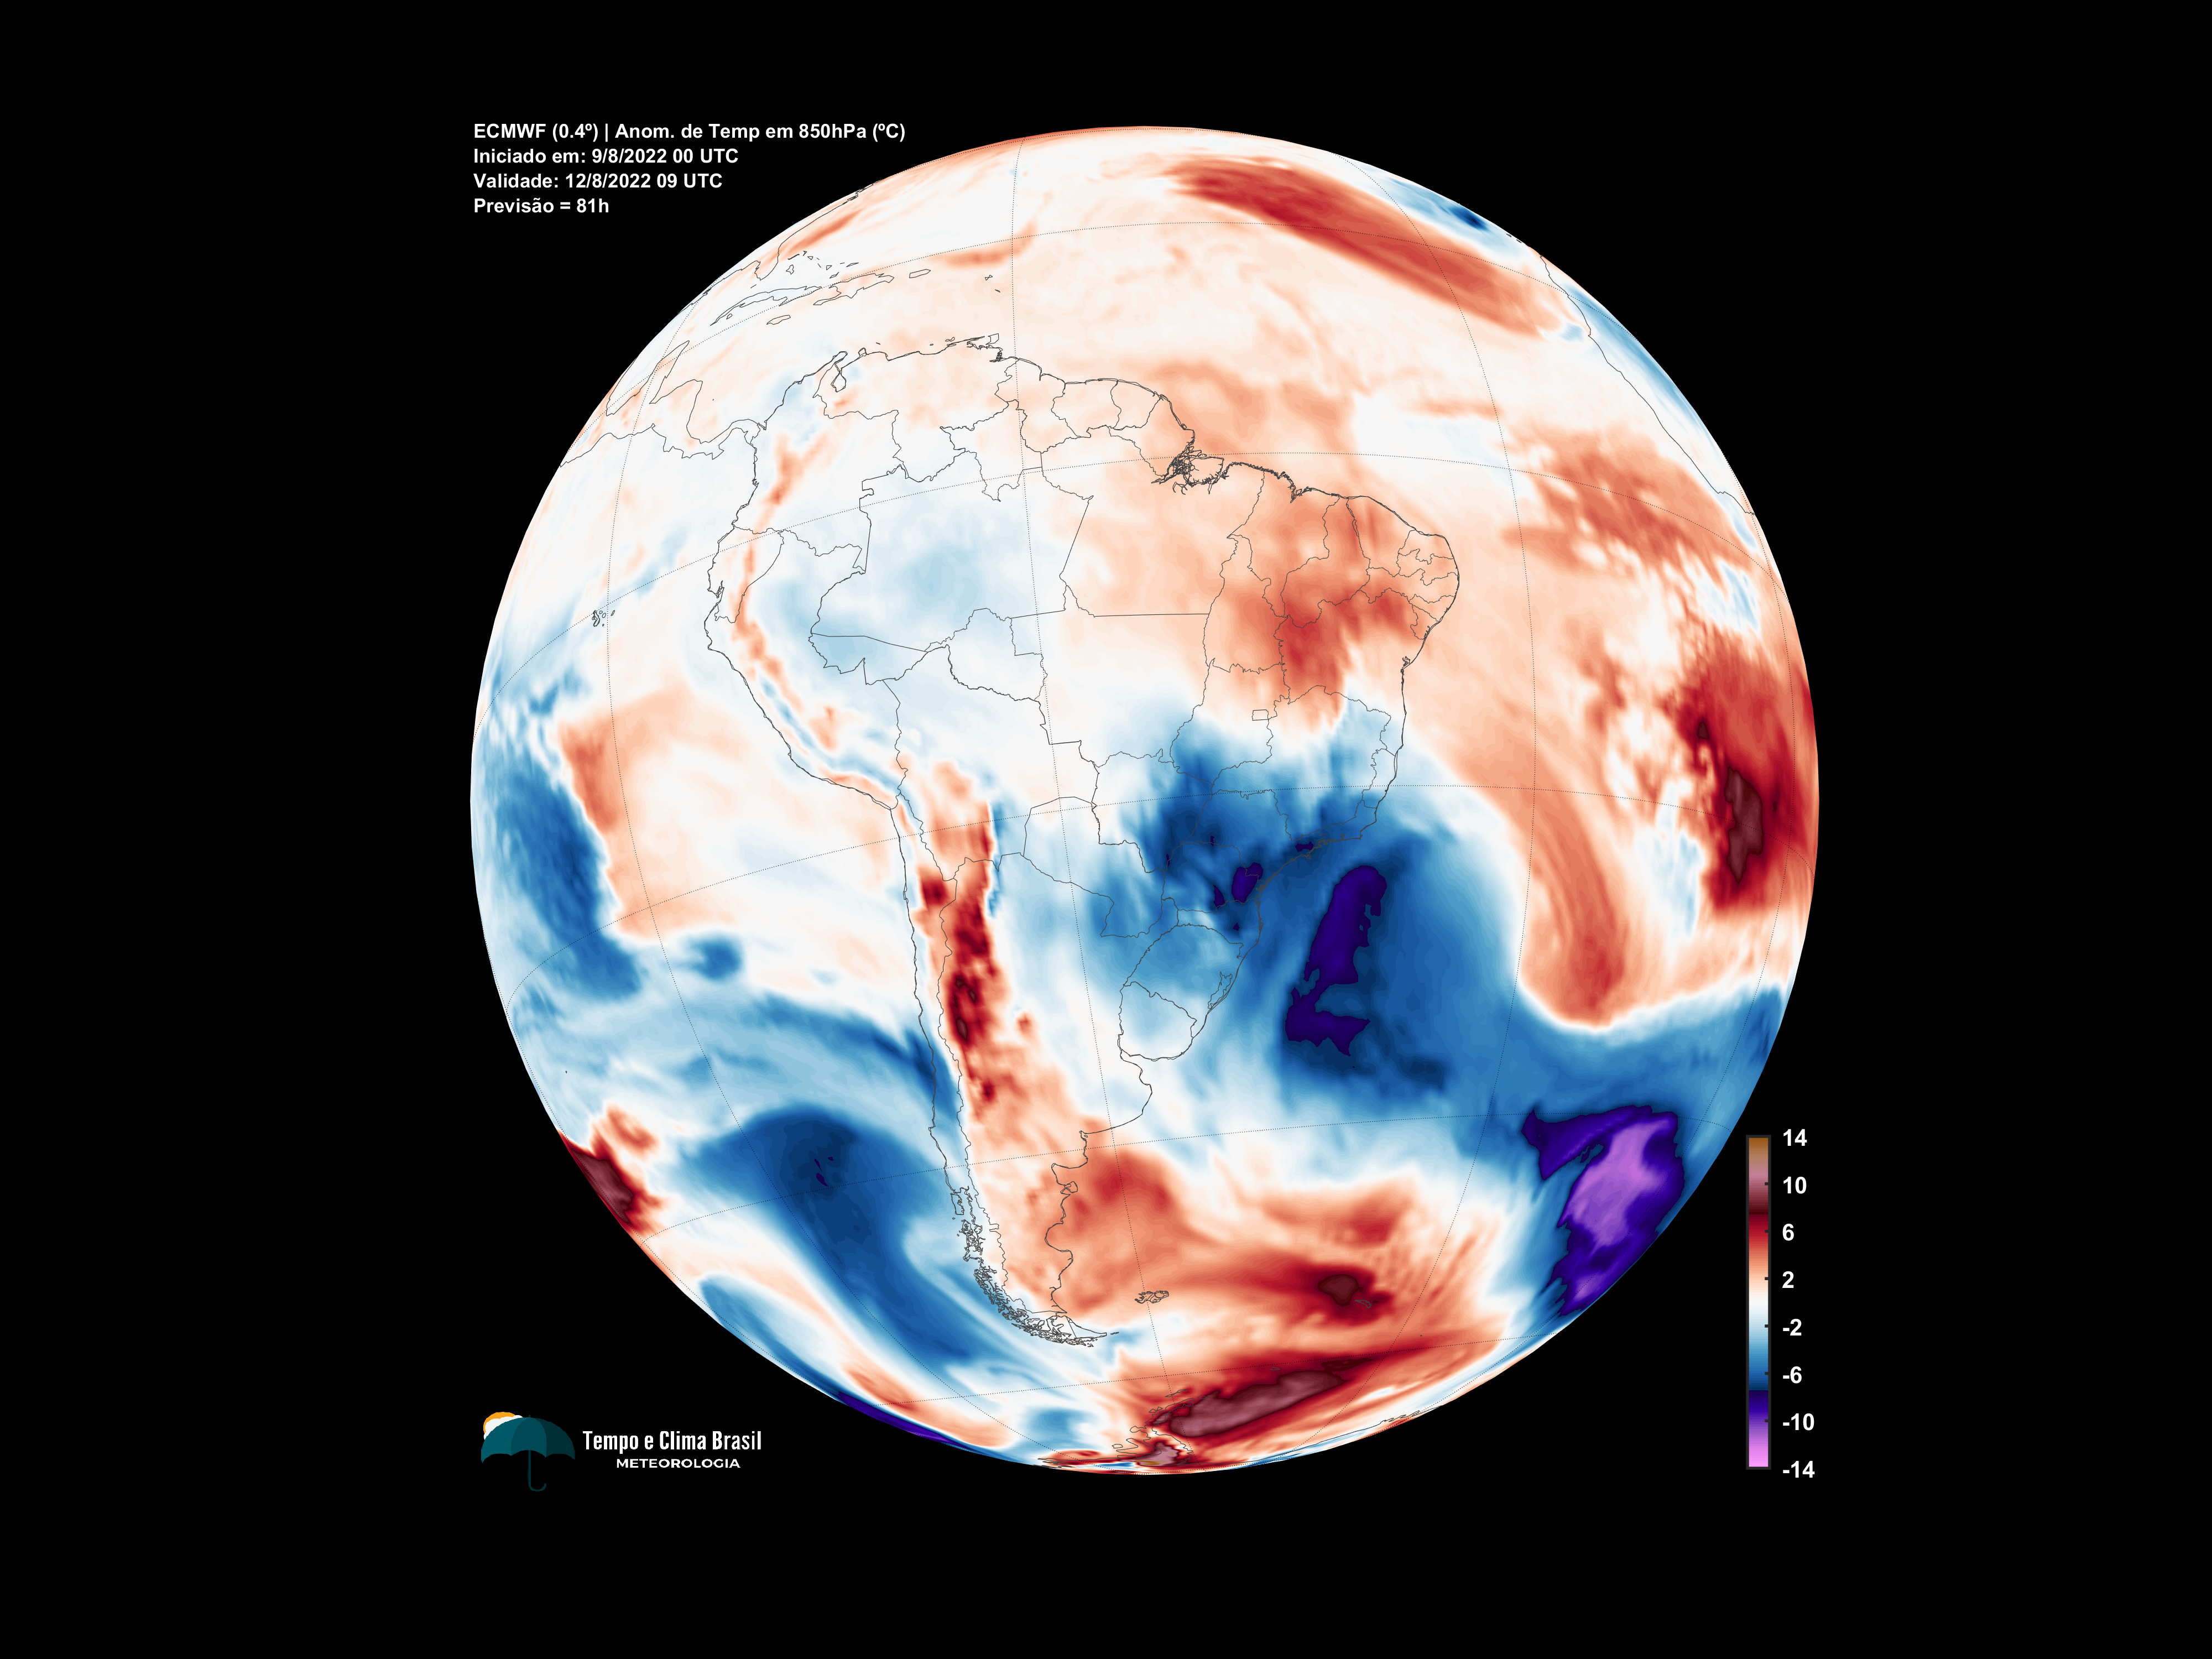 ECMWF (0.4º) | Anom. de Temp em 850hPa (ºC)
Iniciado em: 9/8/2022 00 UTC
Validade: 12/8/2022 09 UTC
Previsão = 81h
14
10
6
2
-2
-6
-10
-14
Tempo e Clima Brasil
METEOROLOGIA